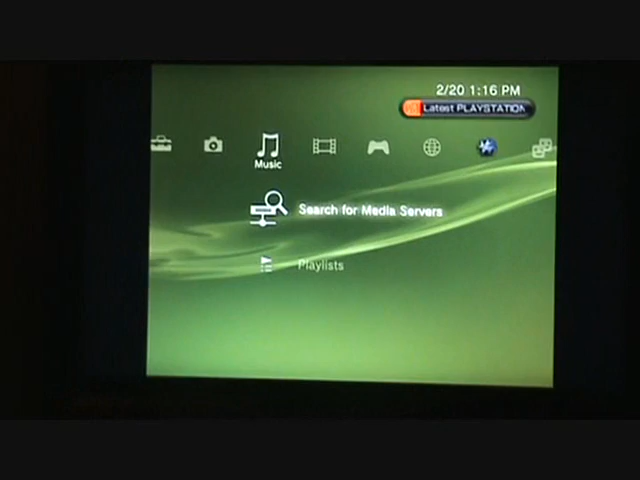 2/20 1:16 PM
Latest PLAYSTATION
Music
Search for Media Servers
Playlists